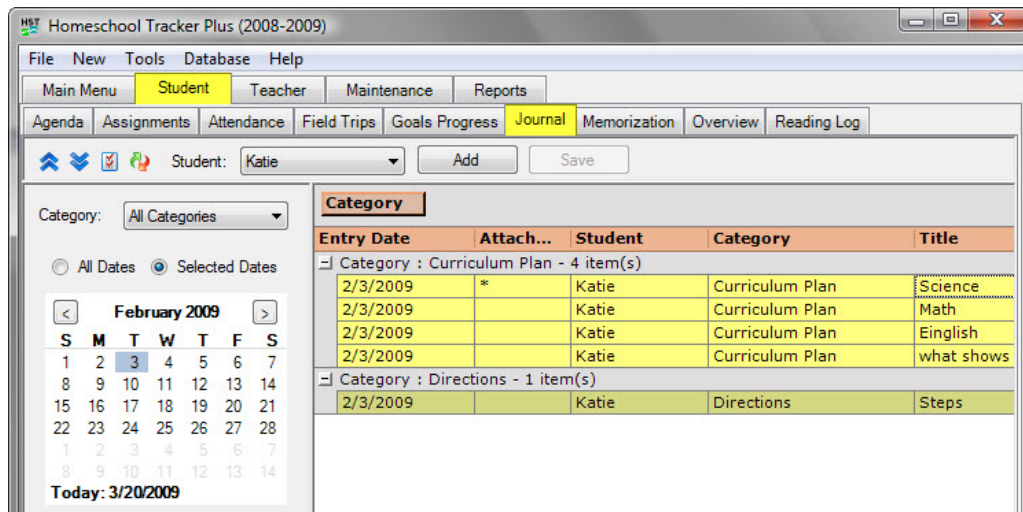 HST Homeschool Tracker Plus (2008-2009)
File New Tools Database Help
Main Menu Student Teacher Maintenance Reports
Agenda Assignments Attendance Field Trips Goals Progress Journal Memorization Overview Reading Log
Student: Katie Add Save
Category: All Categories
All Dates Selected Dates
< February 2009 >
S M T W T F S
1 2 3 4 5 6 7
8 9 10 11 12 13 14
15 16 17 18 19 20 21
22 23 24 25 26 27 28
1 2 3 4 5 6 7
8 9 10 11 12 13 14
Today: 3/20/2009
Category
Entry Date Attach... Student Category Title
Category : Curriculum Plan - 4 item(s)
2/3/2009 * Katie Curriculum Plan Science
2/3/2009 Katie Curriculum Plan Math
2/3/2009 Katie Curriculum Plan Einglish
2/3/2009 Katie Curriculum Plan what shows
Category : Directions - 1 item(s)
2/3/2009 Katie Directions Steps